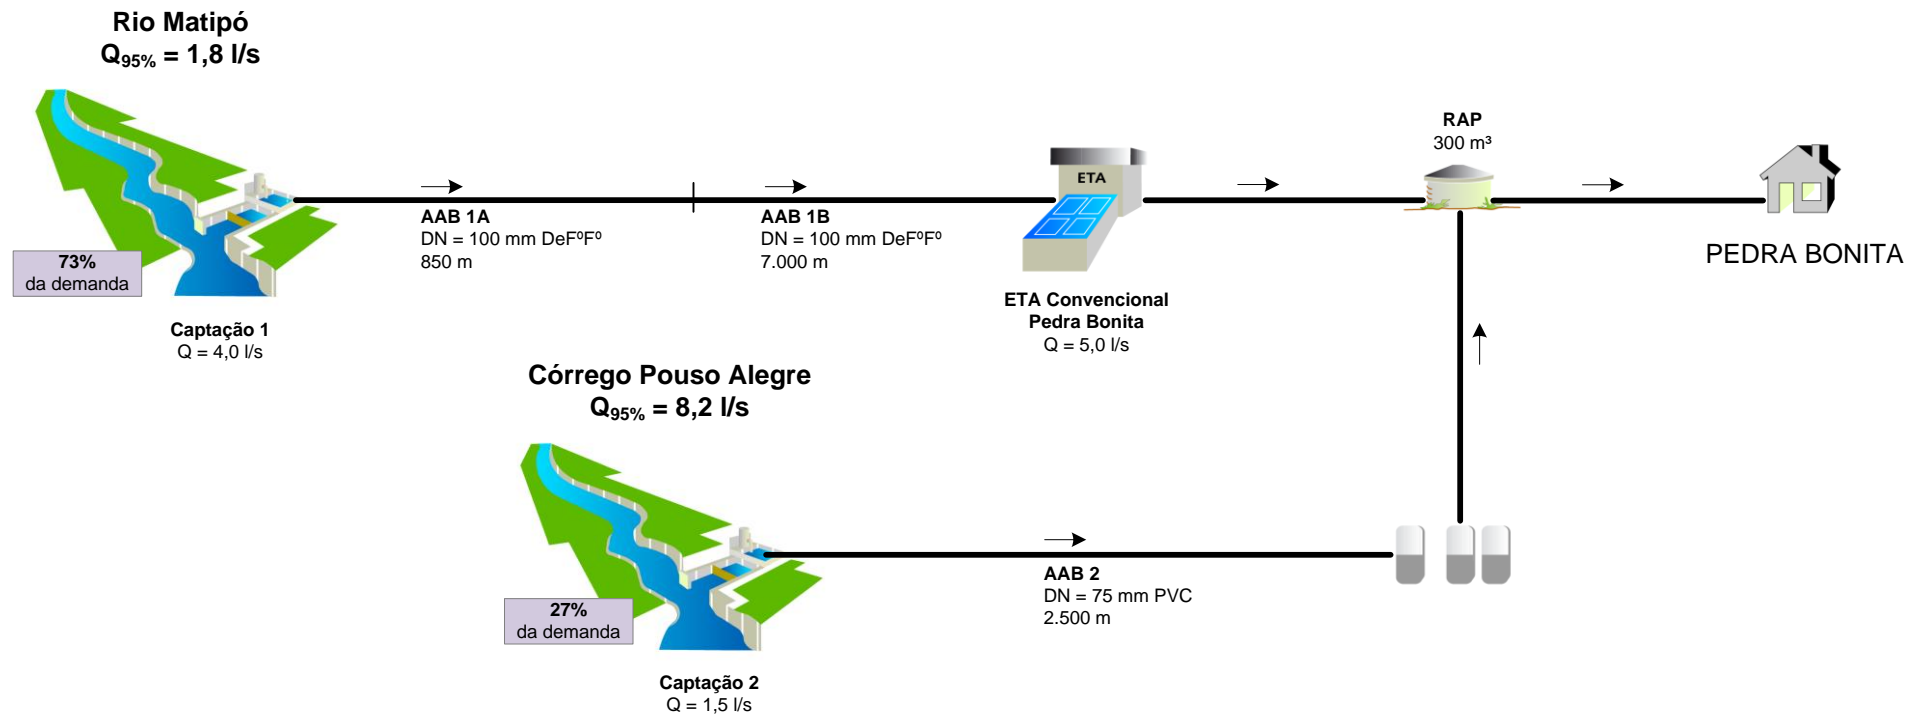 Rio Matipó
Q95% = 1,8 l/s
73%
da demanda
Captação 1
Q = 4,0 l/s
AAB 1A
DN = 100 mm DeFºFº
850 m
AAB 1B
DN = 100 mm DeFºFº
7.000 m
ETA
ETA Convencional
Pedra Bonita
Q = 5,0 l/s
RAP
300 m³
PEDRA BONITA
Córrego Pouso Alegre
Q95% = 8,2 l/s
27%
da demanda
Captação 2
Q = 1,5 l/s
AAB 2
DN = 75 mm PVC
2.500 m